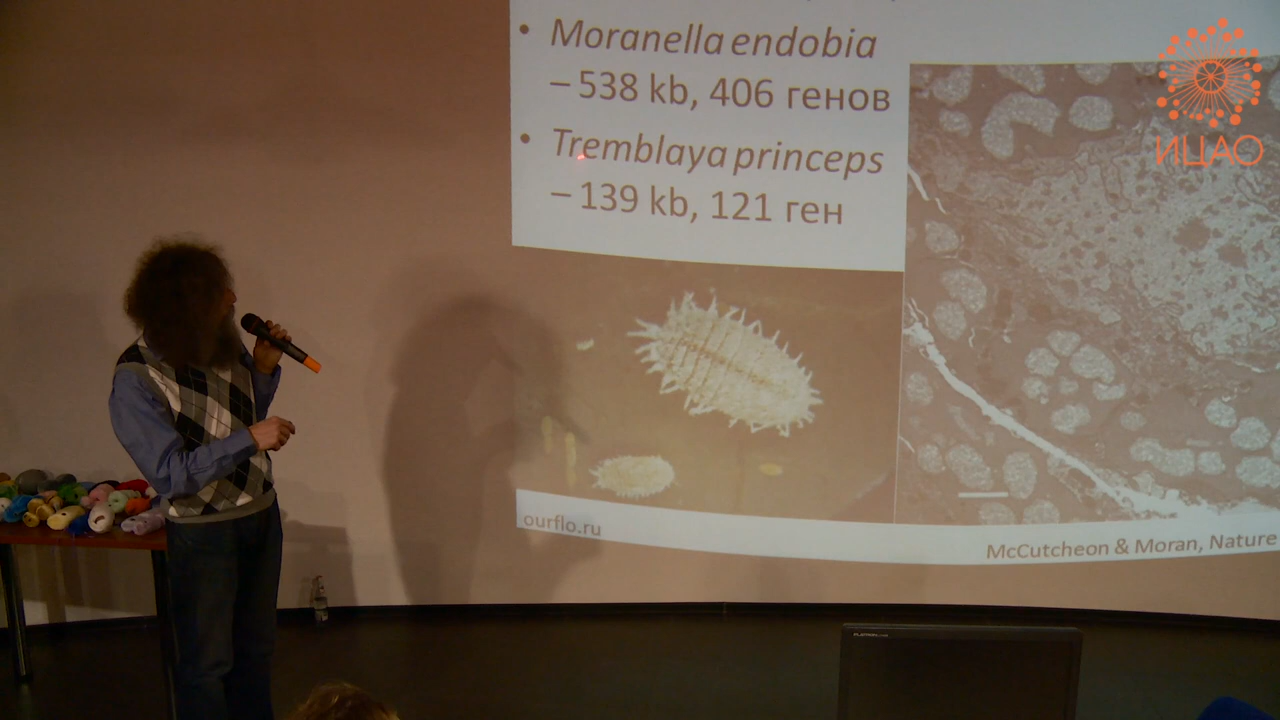 • Moranella endobia
– 538 kb, 406 генов
• Tremblaya princeps
– 139 kb, 121 ген
ИЦАО
ourflo.ru
McCutcheon & Moran, Nature